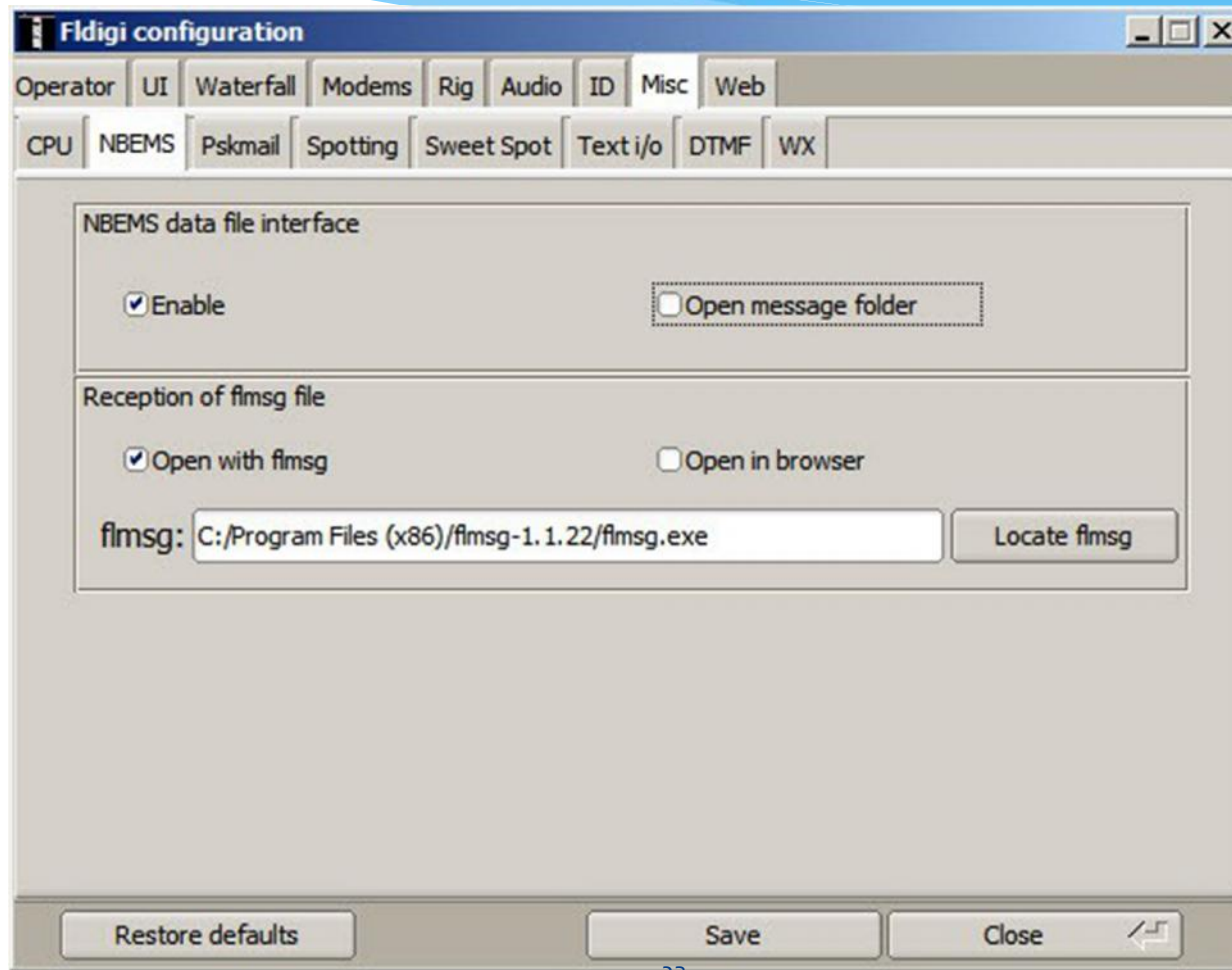 Fldigi configuration
Operator UI Waterfall Modems Rig Audio ID Misc Web
CPU NBEMS Pskmail Spotting Sweet Spot Text i/o DTMF WX
NBEMS data file interface
Enable Open message folder
Reception of flmsg file
Open with flmsg Open in browser
flmsg: C:/Program Files (x86)/flmsg-1.1.22/flmsg.exe Locate flmsg
Restore defaults Save Close